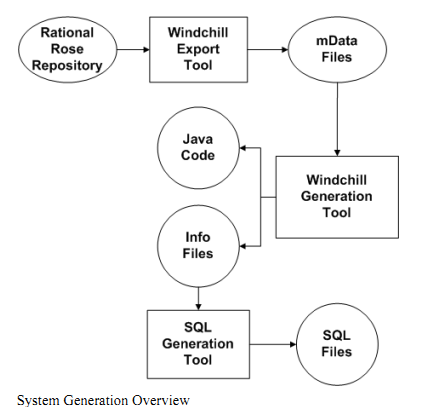 Rational
Rose
Repository
Windchill
Export
Tool
mData
Files
Java
Code
Windchill
Generation
Tool
Info
Files
SQL
Generation
Tool
SQL
Files
System Generation Overview